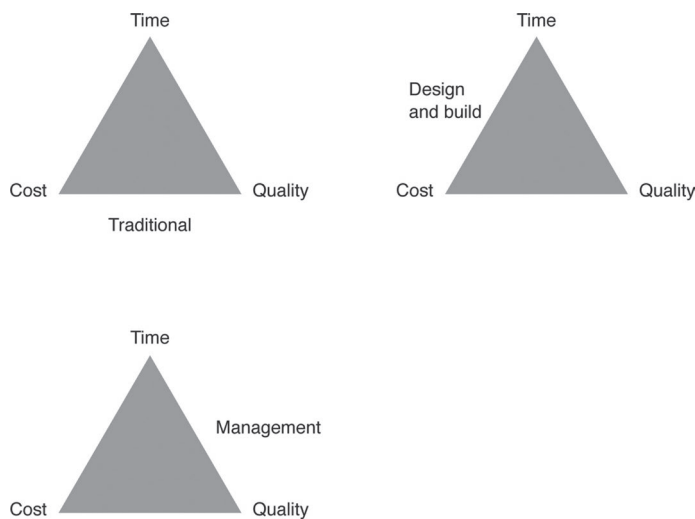 Time
Cost
Quality
Traditional
Time
Design
and build
Cost
Quality
Time
Management
Cost
Quality